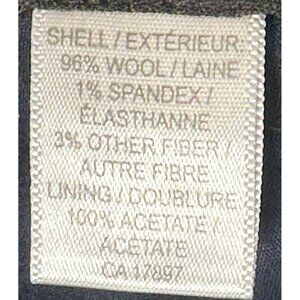 SHELL / EXTÉRIEUR:
96% WOOL / LAINE
1% SPANDEX /
ÉLASTHANNE
3% OTHER FIBER /
AUTRE FIBRE
LINING / DOUBLURE
100% ACETATE /
ACETATE
CA 17897